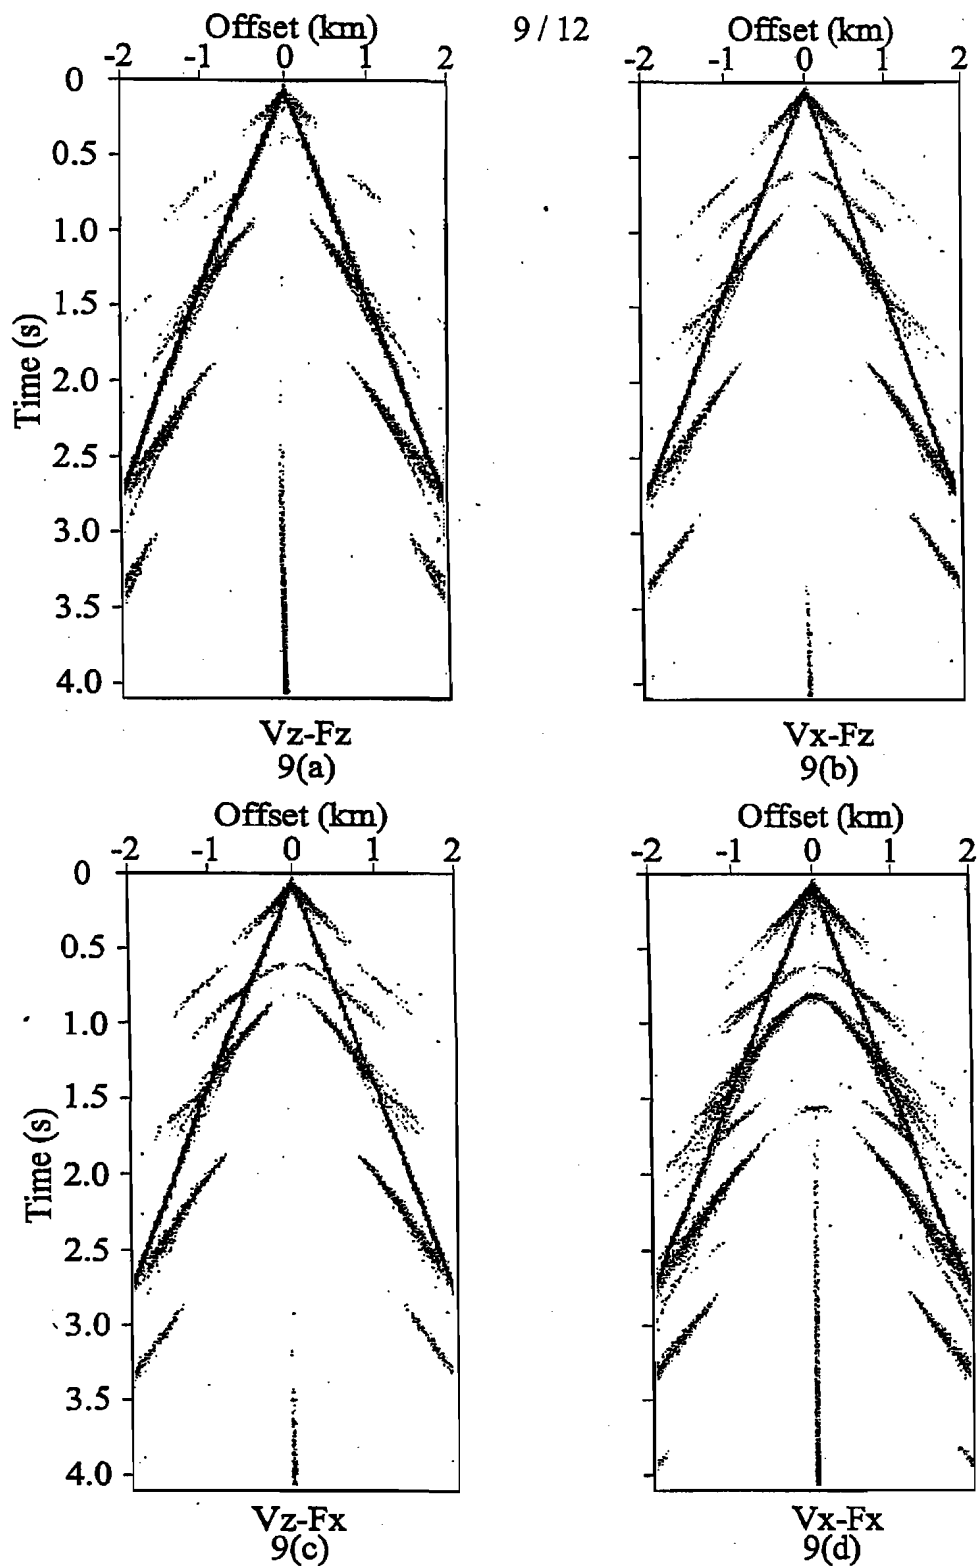 Offset (km) 9 / 12 Offset (km)
-2 -1 0 1 2 -2 -1 0 1 2
0
0.5
1.0
1.5
2.0
2.5
3.0
3.5
4.0
Time (s)
Vz-Fz Vx-Fz
9(a) 9(b)
Offset (km) Offset (km)
-2 -1 0 1 2 -2 -1 0 1 2
0
0.5
1.0
1.5
2.0
2.5
3.0
3.5
4.0
Time (s)
Vz-Fx Vx-Fx
9(c) 9(d)